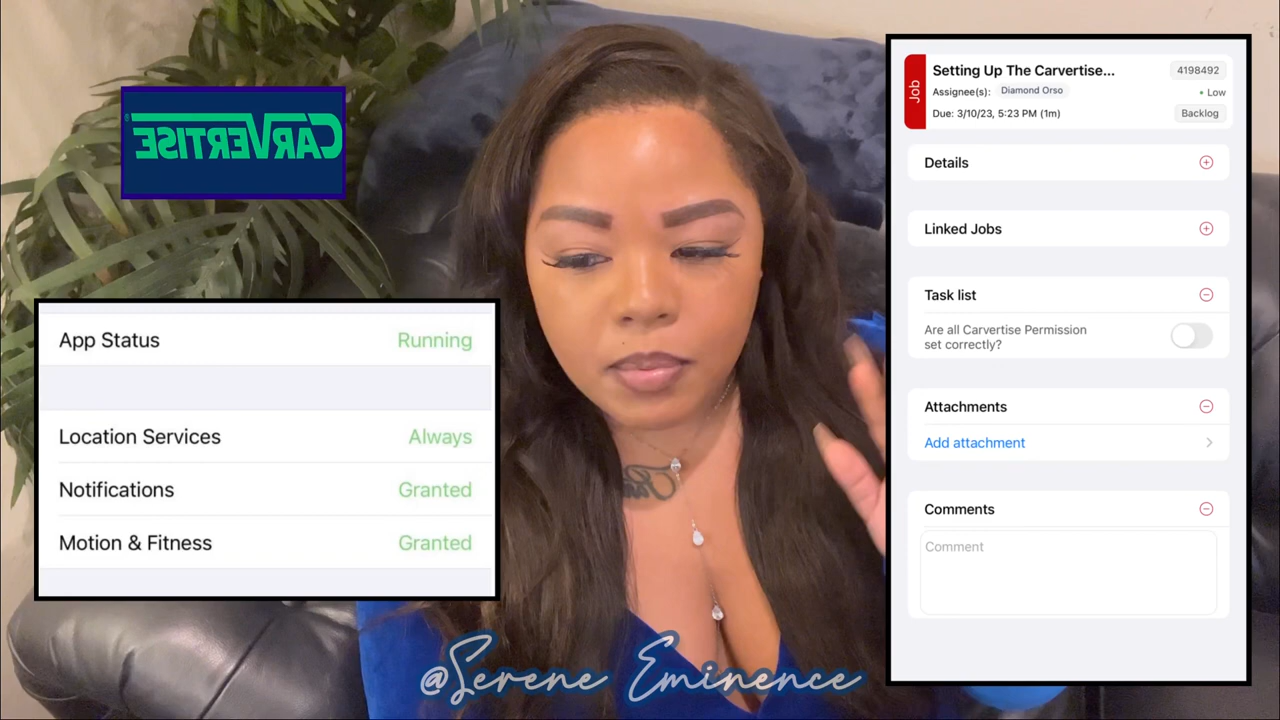 CARVERTISE®
App Status Running
Location Services Always
Notifications Granted
Motion & Fitness Granted
Job
Setting Up The Carvertise... 4198492
Assignee(s): Diamond Orso • Low
Due: 3/10/23, 5:23 PM (1m) Backlog
Details
Linked Jobs
Task list
Are all Carvertise Permission
set correctly?
Attachments
Add attachment
Comments
Comment
@Serene Eminence